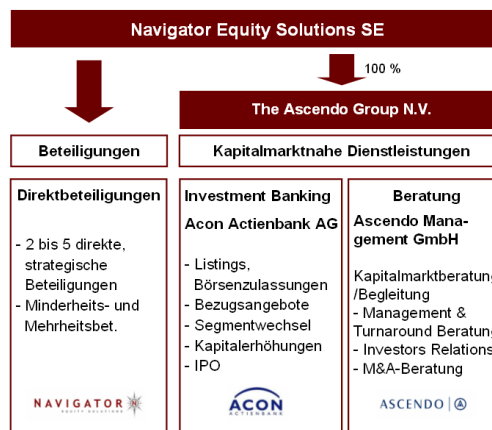 Navigator Equity Solutions SE
100 %
The Ascendo Group N.V.
Beteiligungen
Kapitalmarktnahe Dienstleistungen
Direktbeteiligungen
- 2 bis 5 direkte,
strategische
Beteiligungen
- Minderheits- und
Mehrheitsbet.
NAVIGATOR N
EQUITY SOLUTIONS
Investment Banking
Acon Actienbank AG
- Listings,
Börsenzulassungen
- Bezugsangebote
- Segmentwechsel
- Kapitalerhöhungen
- IPO
ACON
ACTIENBANK
Beratung
Ascendo Mana-
gement GmbH
Kapitalmarktberatung
/Begleitung
- Management &
Turnaround Beratung
- Investors Relations
- M&A-Beratung
ASCENDO A